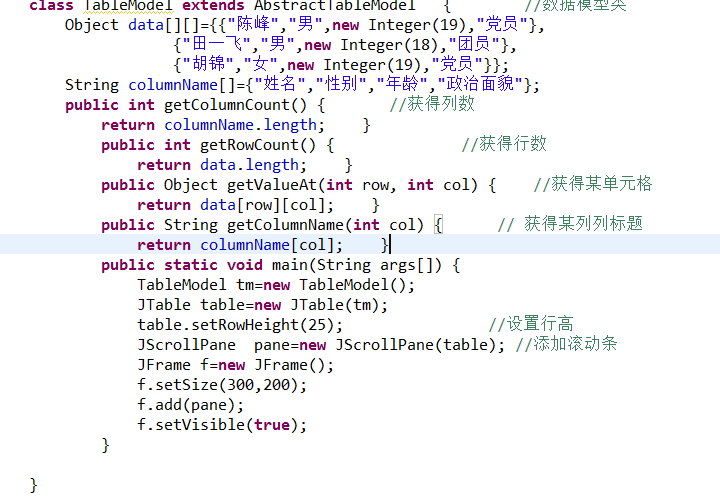 class TableModel extends AbstractTableModel   {        //数据模型类
    Object data[][]={{"陈峰","男",new Integer(19),"党员"},
                {"田一飞","男",new Integer(18),"团员"},
                {"胡锦","女",new Integer(19),"党员"}};
    String columnName[]={"姓名","性别","年龄","政治面貌"};
    public int getColumnCount() {       //获得列数
        return columnName.length;    }
        public int getRowCount() {              //获得行数
            return data.length;    }
        public Object getValueAt(int row, int col) {    //获得某单元格
            return data[row][col];    }
        public String getColumnName(int col) {      // 获得某列列标题
            return columnName[col];    }
        public static void main(String args[]) {
            TableModel tm=new TableModel();
            JTable table=new JTable(tm);
            table.setRowHeight(25);                //设置行高
            JScrollPane  pane=new JScrollPane(table); //添加滚动条
            JFrame f=new JFrame();
            f.setSize(300,200);
            f.add(pane);
            f.setVisible(true);
        }
}